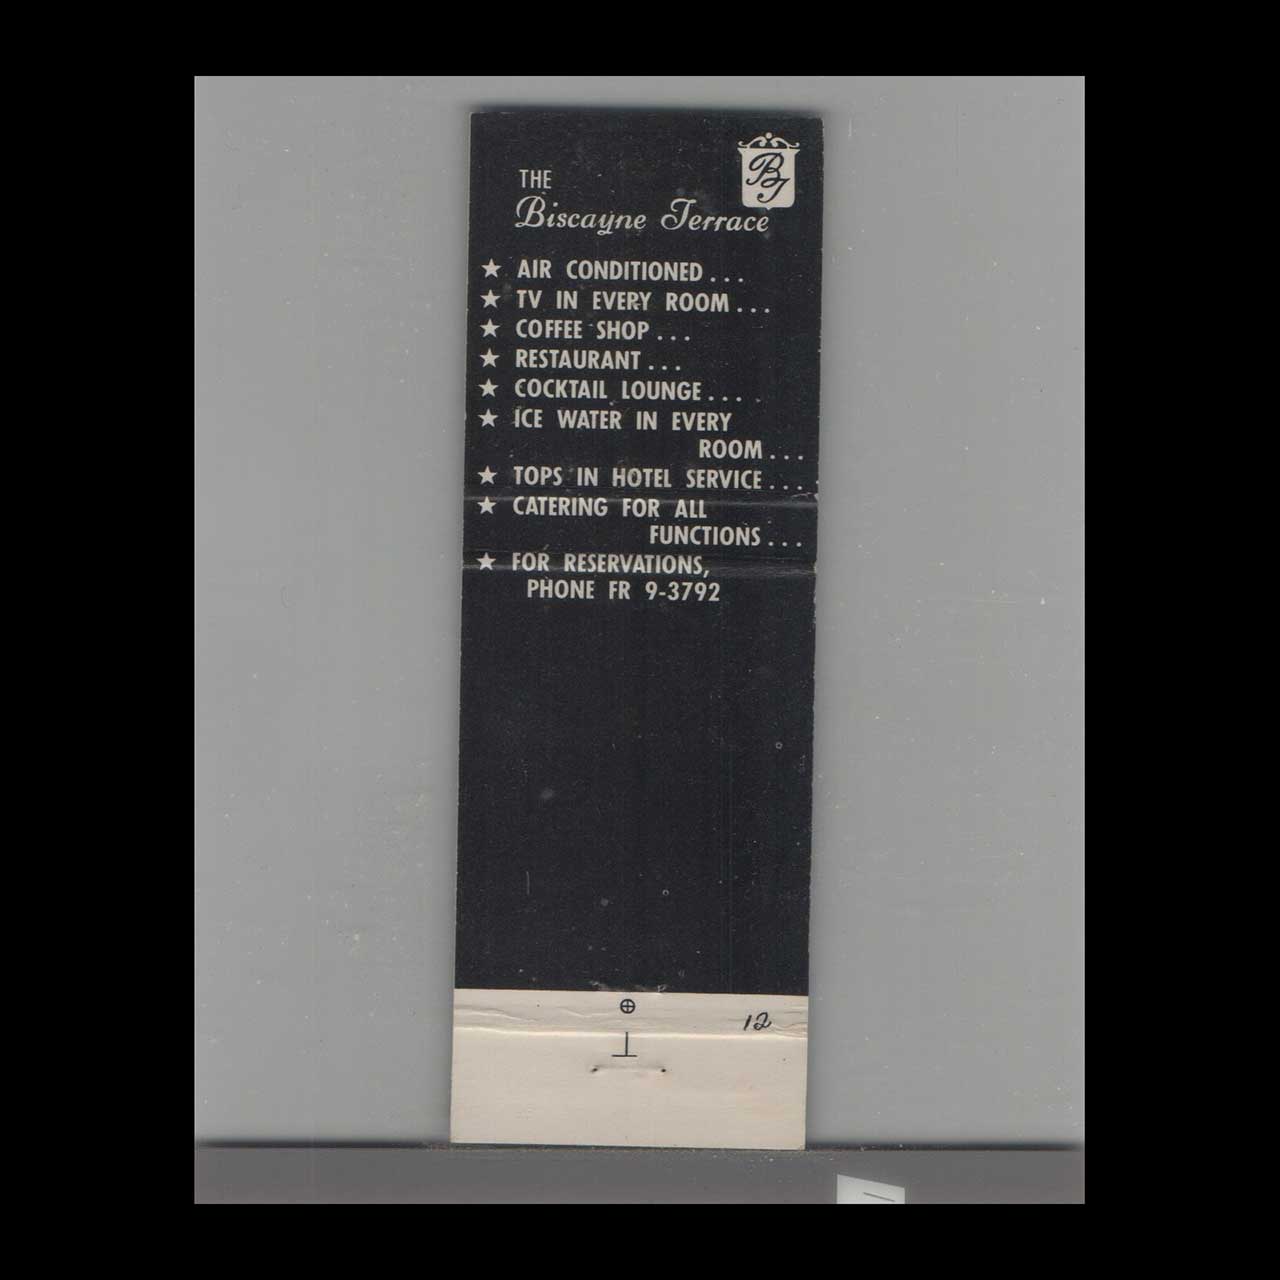 BT
THE
Biscayne Terrace
★ AIR CONDITIONED . . .
★ TV IN EVERY ROOM . . .
★ COFFEE SHOP . . .
★ RESTAURANT . . .
★ COCKTAIL LOUNGE . . .
★ ICE WATER IN EVERY
ROOM . . .
★ TOPS IN HOTEL SERVICE . . .
★ CATERING FOR ALL
FUNCTIONS . . .
★ FOR RESERVATIONS,
PHONE FR 9-3792
12